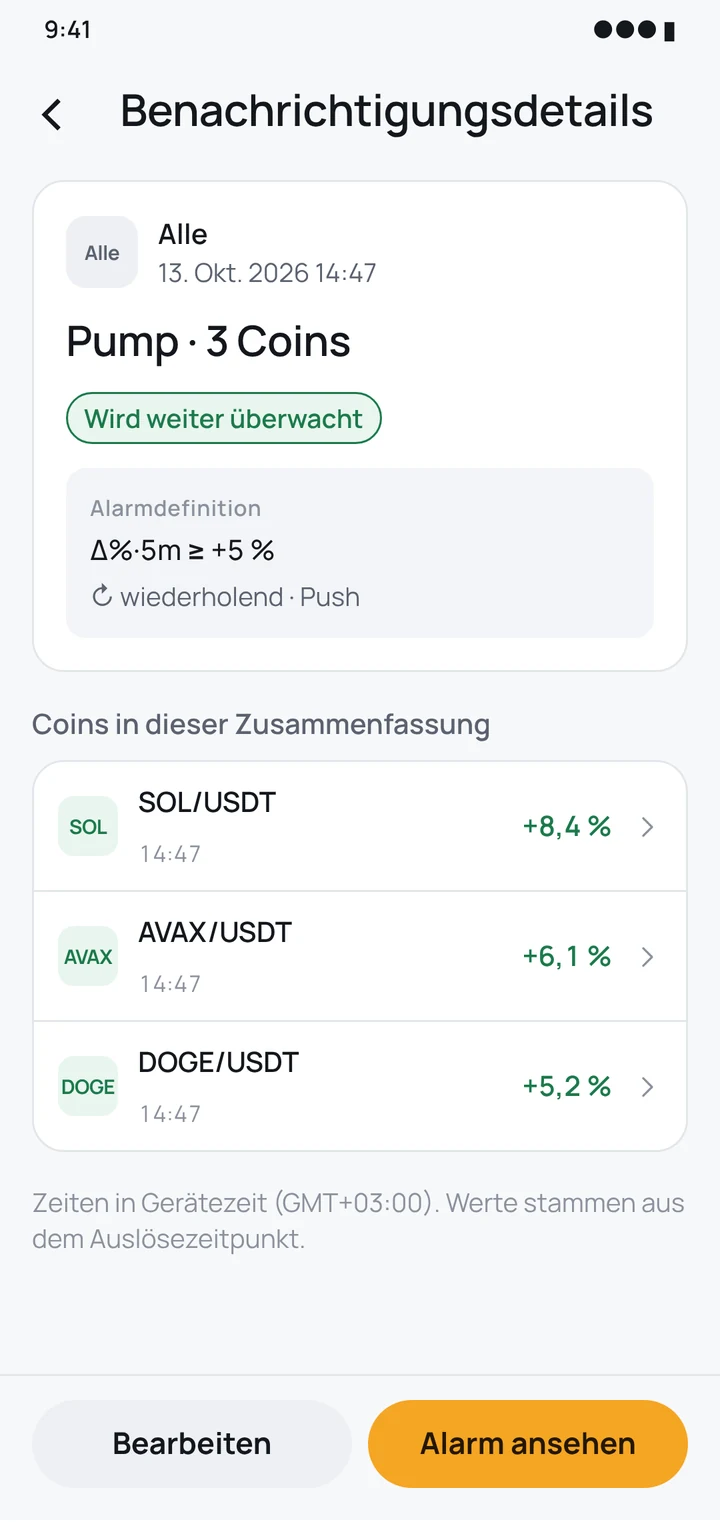 9:41
Benachrichtigungsdetails
Alle
Alle
13. Okt. 2026 14:47
Pump · 3 Coins
Wird weiter überwacht
Alarmdefinition
Δ%·5m ≥ +5 %
↻ wiederholend · Push
Coins in dieser Zusammenfassung
SOL
SOL/USDT
14:47
+8,4 %
AVAX
AVAX/USDT
14:47
+6,1 %
DOGE
DOGE/USDT
14:47
+5,2 %
Zeiten in Gerätezeit (GMT+03:00). Werte stammen aus
dem Auslösezeitpunkt.
Bearbeiten
Alarm ansehen